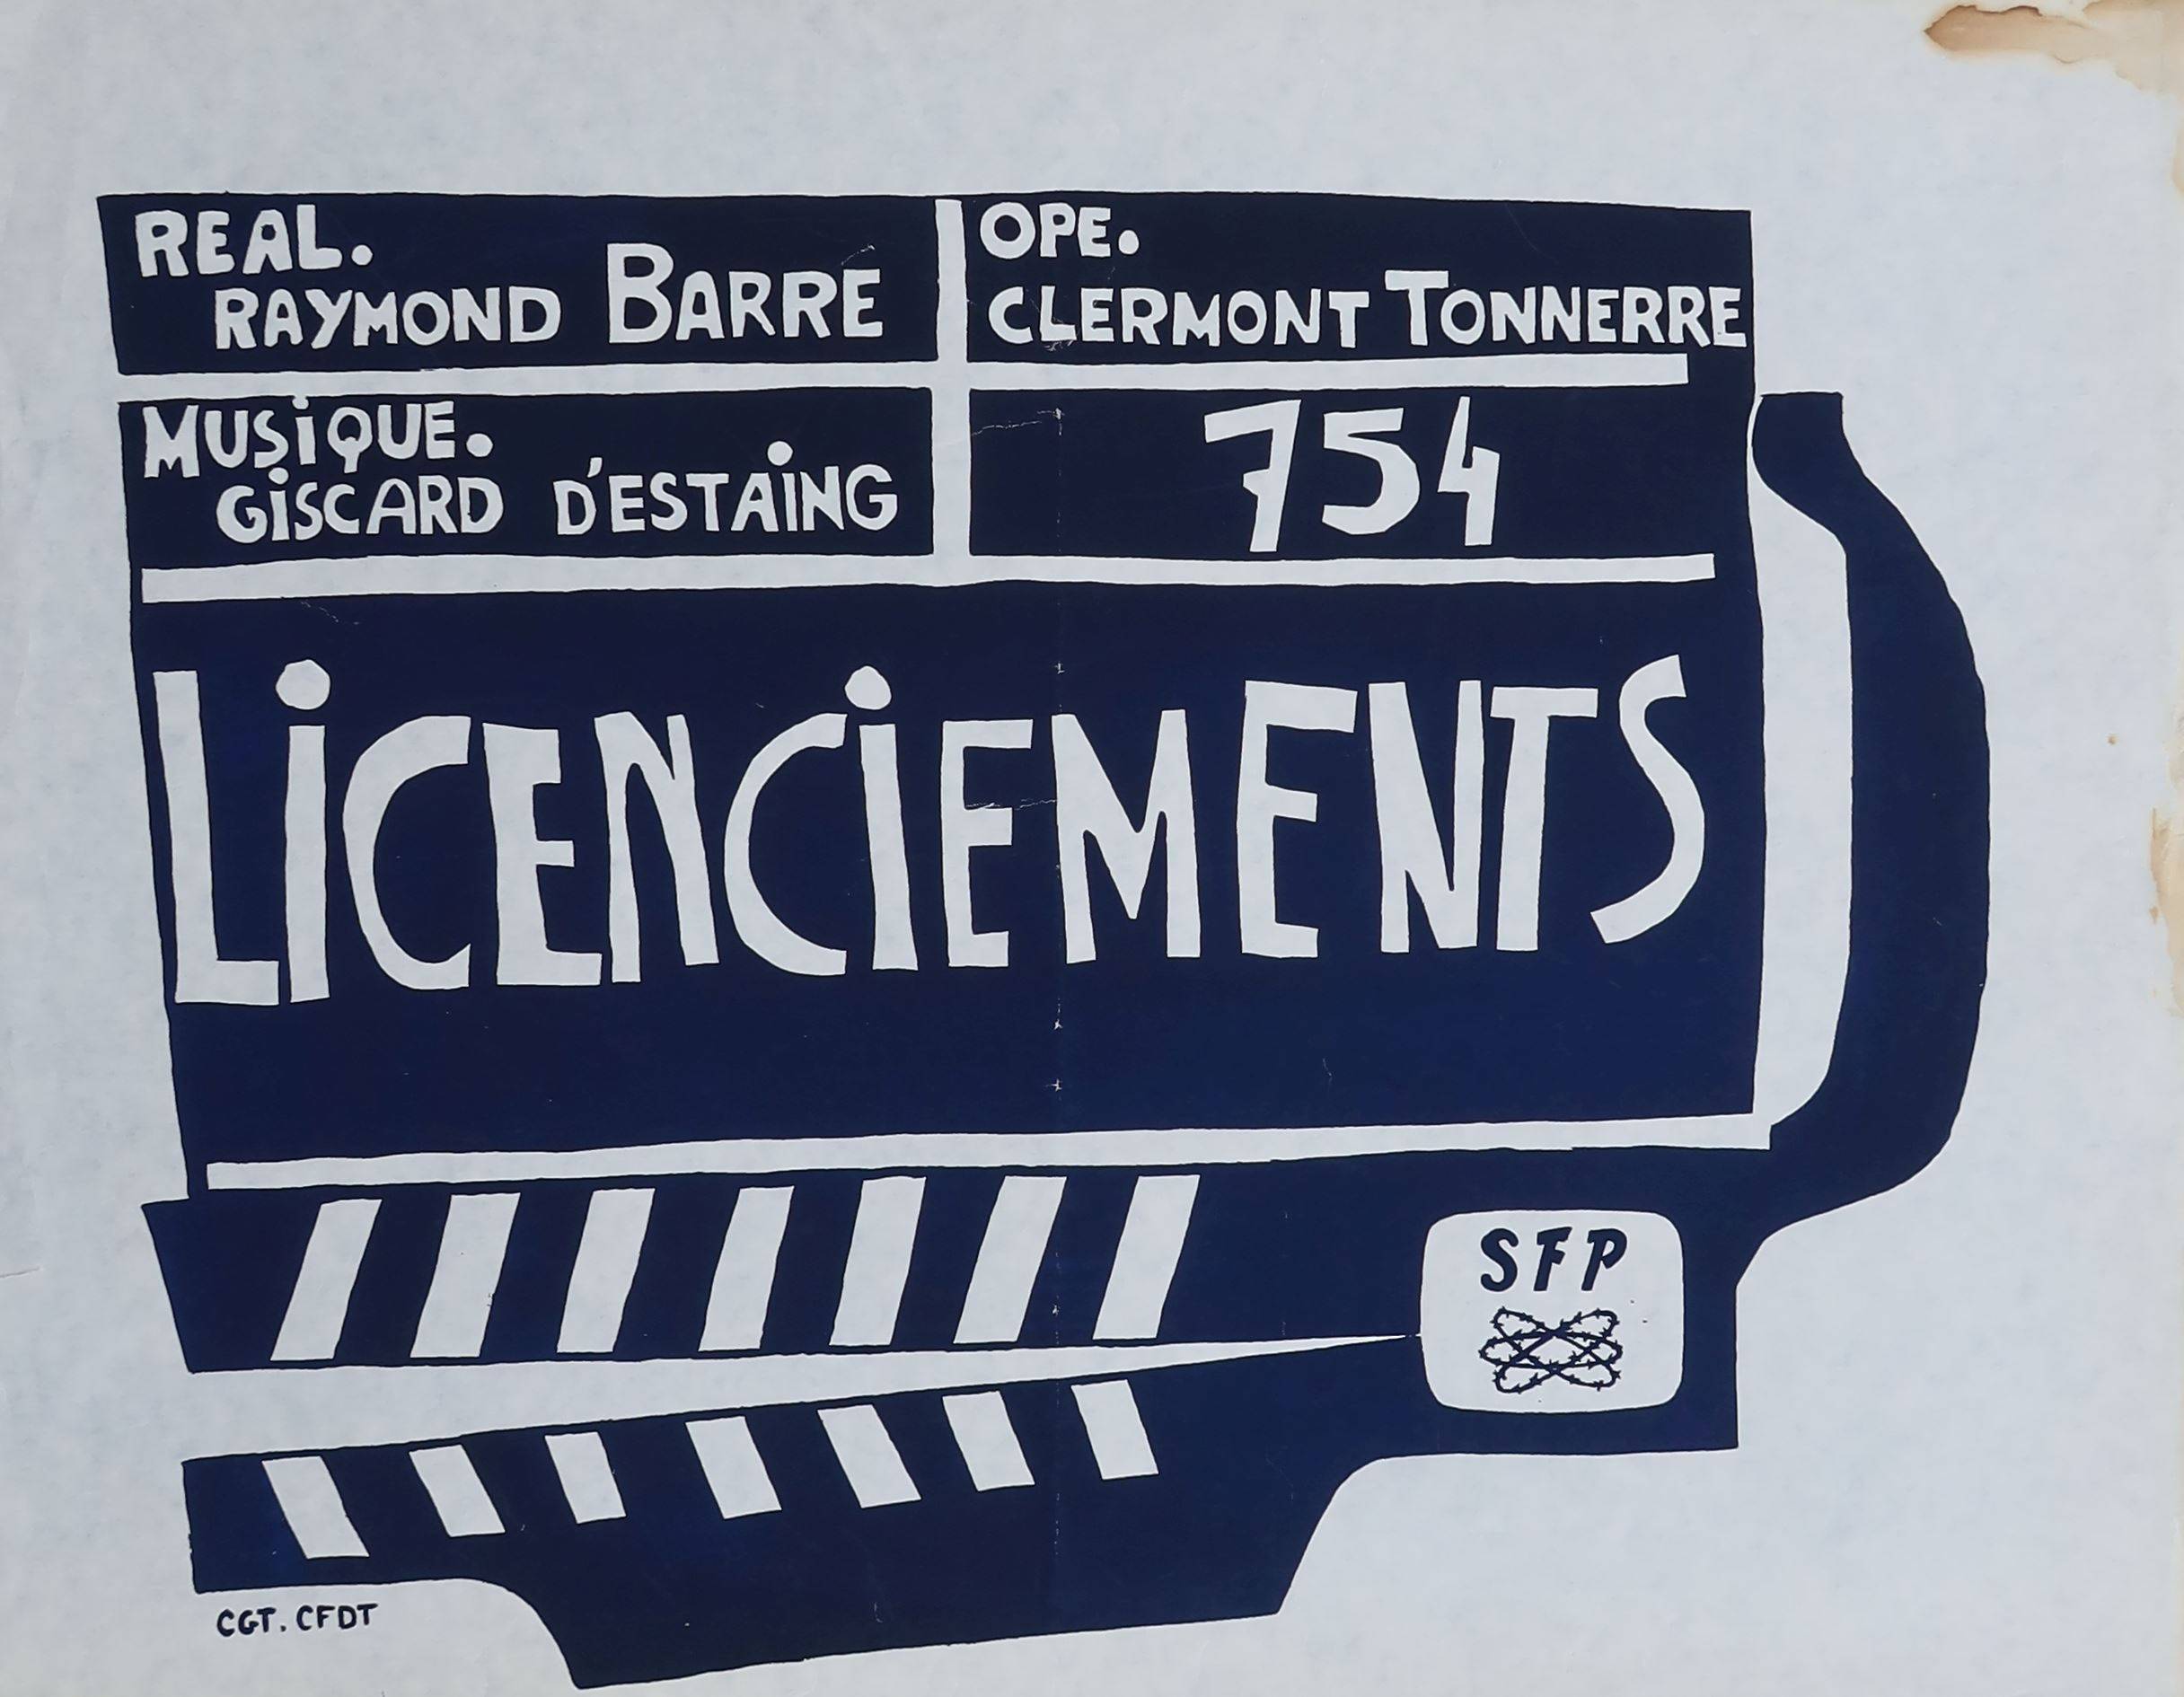 REAL.
RAYMOND BARRE
OPE.
CLERMONT TONNERRE
MUSiQUE.
GiSCARD D'ESTAiNG
754
LiCENCiEMENTS
SFP
CGT. CFDT